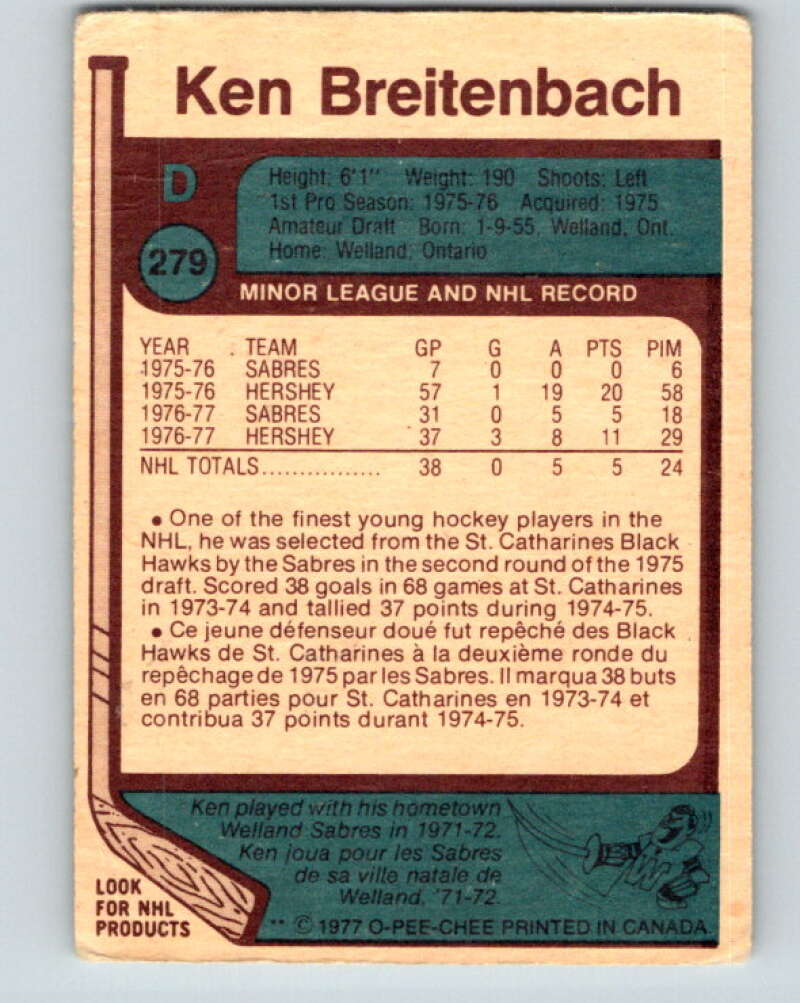 Ken Breitenbach
D
279
Height: 6'1" Weight: 190 Shoots: Left
1st Pro Season: 1975-76 Acquired: 1975
Amateur Draft Born: 1-9-55, Welland, Ont.
Home: Welland, Ontario
MINOR LEAGUE AND NHL RECORD
YEAR TEAM GP G A PTS PIM
1975-76 SABRES 7 0 0 0 6
1975-76 HERSHEY 57 1 19 20 58
1976-77 SABRES 31 0 5 5 18
1976-77 HERSHEY 37 3 8 11 29
NHL TOTALS................ 38 0 5 5 24
• One of the finest young hockey players in the
NHL, he was selected from the St. Catharines Black
Hawks by the Sabres in the second round of the 1975
draft. Scored 38 goals in 68 games at St. Catharines
in 1973-74 and tallied 37 points during 1974-75.
• Ce jeune défenseur doué fut repêché des Black
Hawks de St. Catharines à la deuxième ronde du
repêchage de 1975 par les Sabres. Il marqua 38 buts
en 68 parties pour St. Catharines en 1973-74 et
contribua 37 points durant 1974-75.
Ken played with his hometown
Welland Sabres in 1971-72.
Ken joua pour les Sabres
de sa ville natale de
Welland, '71-72.
W
LOOK
FOR NHL
PRODUCTS
** © 1977 O-PEE-CHEE PRINTED IN CANADA